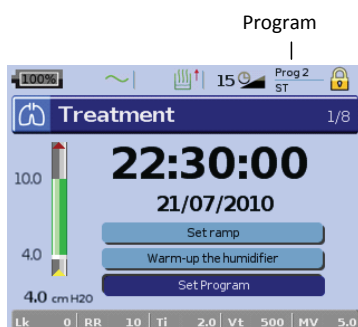 Program
100% 15 Prog 2
ST
Treatment 1/8
22:30:00
10.0
21/07/2010
Set ramp
4.0 Warm-up the humidifier
Set Program
4.0 cm H2O
Lk 0 RR 10 Ti 2.0 Vt 500 MV 5.0